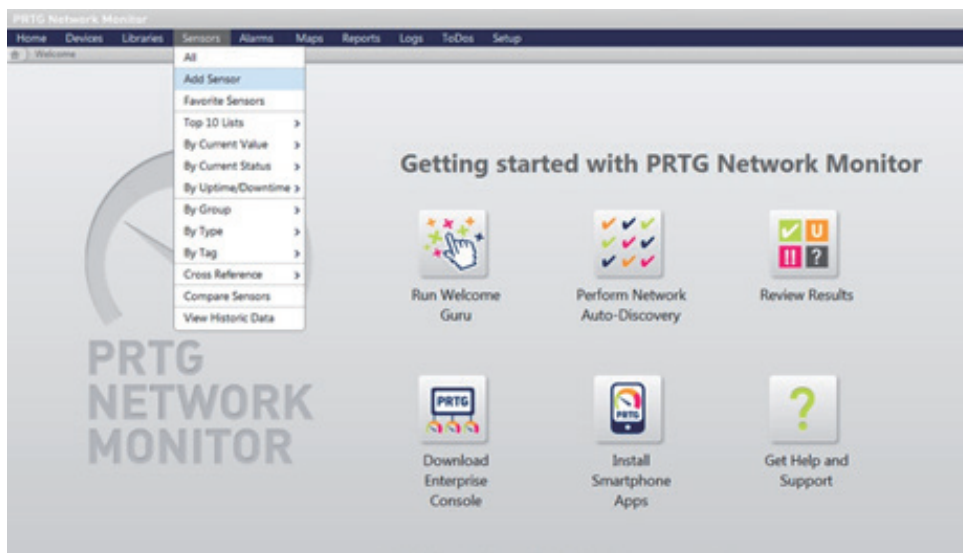 PRTG Network Monitor
Home Devices Libraries Sensors Alarms Maps Reports Logs ToDos Setup
Welcome
All
Add Sensor
Favorite Sensors
Top 10 Lists
By Current Value
By Current Status
By Uptime/Downtime
By Group
By Type
By Tag
Cross Reference
Compare Sensors
View Historic Data
PRTG
NETWORK
MONITOR
Getting started with PRTG Network Monitor
U
!! ?
Run Welcome
Guru
Perform Network
Auto-Discovery
Review Results
PRTG
PRTG
?
Download
Enterprise
Console
Install
Smartphone
Apps
Get Help and
Support